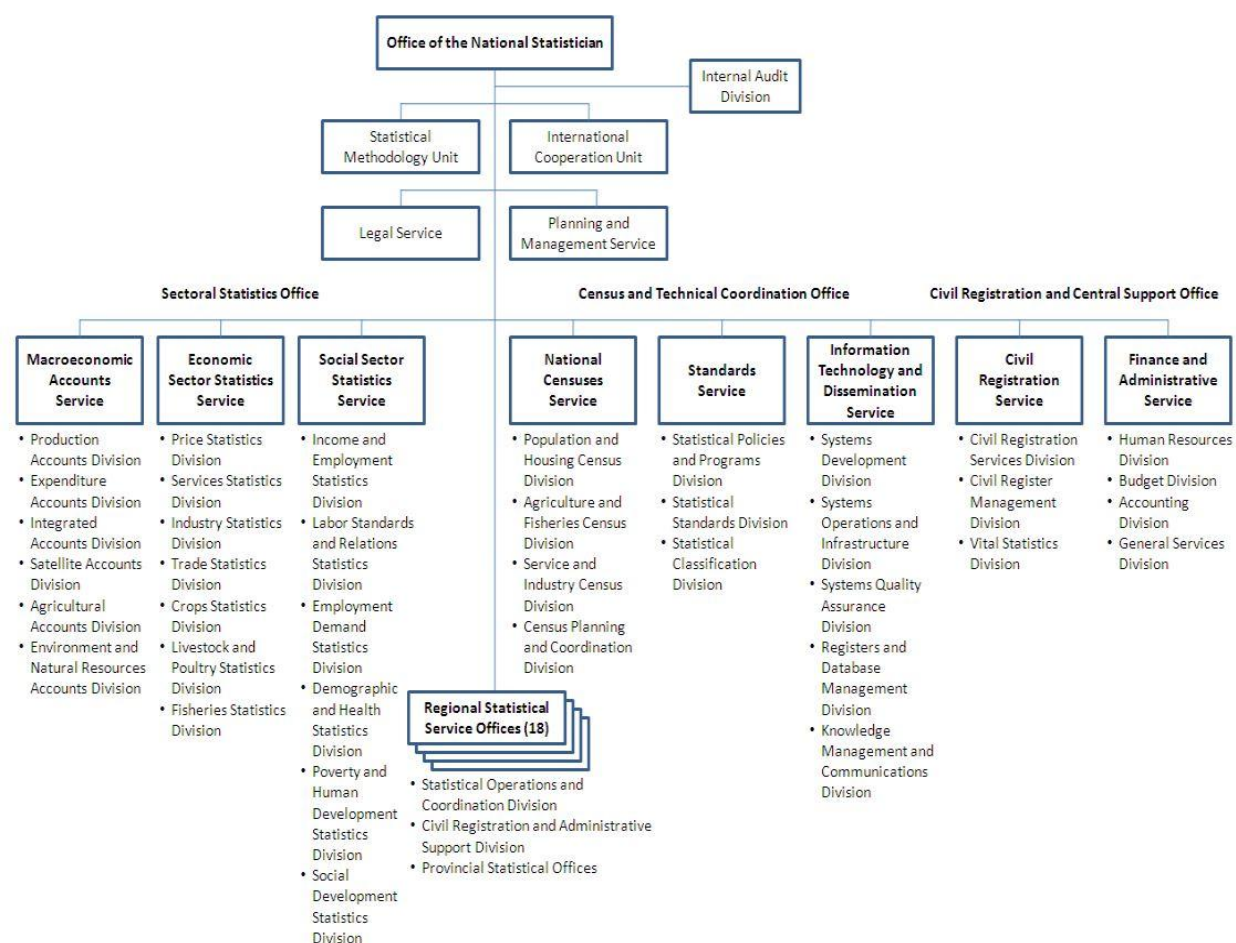 Office of the National Statistician
Internal Audit
Division
Statistical
Methodology Unit
International
Cooperation Unit
Legal Service
Planning and
Management Service
Sectoral Statistics Office
Census and Technical Coordination Office
Civil Registration and Central Support Office
Macroeconomic
Accounts
Service
• Production
Accounts Division
• Expenditure
Accounts Division
• Integrated
Accounts Division
• Satellite Accounts
Division
• Agricultural
Accounts Division
• Environment and
Natural Resources
Accounts Division
Economic
Sector Statistics
Service
• Price Statistics
Division
• Services Statistics
Division
• Industry Statistics
Division
• Trade Statistics
Division
• Crops Statistics
Division
• Livestock and
Poultry Statistics
Division
• Fisheries Statistics
Division
Social Sector
Statistics
Service
• Income and
Employment
Statistics
Division
• Labor Standards
and Relations
Statistics
Division
• Employment
Demand
Statistics
Division
• Demographic
and Health
Statistics
Division
• Poverty and
Human
Development
Statistics
Division
• Social
Development
Statistics
Division
National
Censuses
Service
• Population and
Housing Census
Division
• Agriculture and
Fisheries Census
Division
• Service and
Industry Census
Division
• Census Planning
and Coordination
Division
Standards
Service
• Statistical Policies
and Programs
Division
• Statistical
Standards Division
• Statistical
Classification
Division
Information
Technology and
Dissemination
Service
• Systems
Development
Division
• Systems
Operations and
Infrastructure
Division
• Systems Quality
Assurance
Division
• Registers and
Database
Management
Division
• Knowledge
Management and
Communications
Division
Civil
Registration
Service
• Civil Registration
Services Division
• Civil Register
Management
Division
• Vital Statistics
Division
Finance and
Administrative
Service
• Human Resources
Division
• Budget Division
• Accounting
Division
• General Services
Division
Regional Statistical
Service Offices (18)
• Statistical Operations and
Coordination Division
• Civil Registration and Administrative
Support Division
• Provincial Statistical Offices